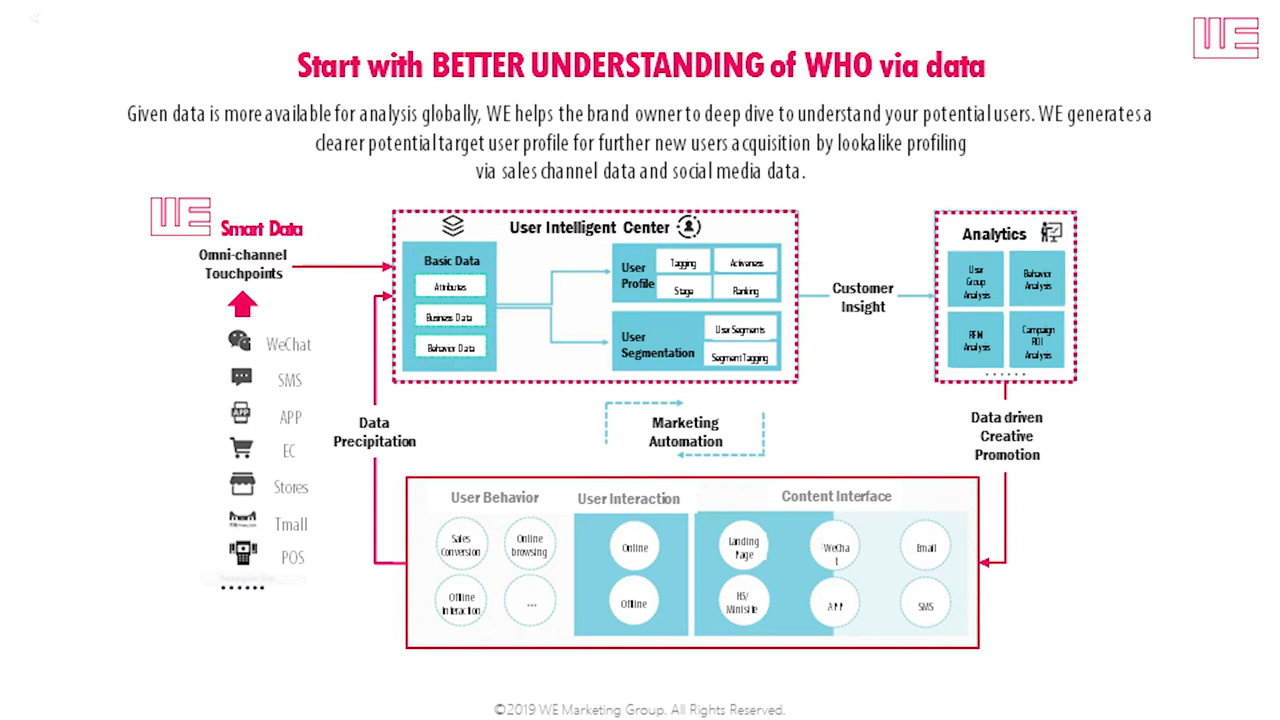 WE
Start with BETTER UNDERSTANDING of WHO via data
Given data is more available for analysis globally, WE helps the brand owner to deep dive to understand your potential users. WE generates a
clearer potential target user profile for further new users acquisition by lookalike profiling
via sales channel data and social media data.
WE Smart Data
Omni-channel
Touchpoints
WeChat
SMS
APP
APP
EC
Stores
Tmall
POS
......
User Intelligent Center
Basic Data
Attributes
Business Data
Behavior Data
User
Profile
Tagging
Activeness
Stage
Ranking
User
Segmentation
User Segments
Segment Tagging
Customer
Insight
Analytics
User
Group
Analysis
Behavior
Analysis
RFM
Analysis
Campaign
ROI
Analysis
......
Data
Precipitation
Marketing
Automation
Data driven
Creative
Promotion
User Behavior
Sales
Conversion
Online
browsing
Offline
Interaction
...
User Interaction
Online
Offline
Content Interface
Landing
Page
WeCha
t
Email
H5/
Minisite
APP
SMS
©2019 WE Marketing Group. All Rights Reserved.